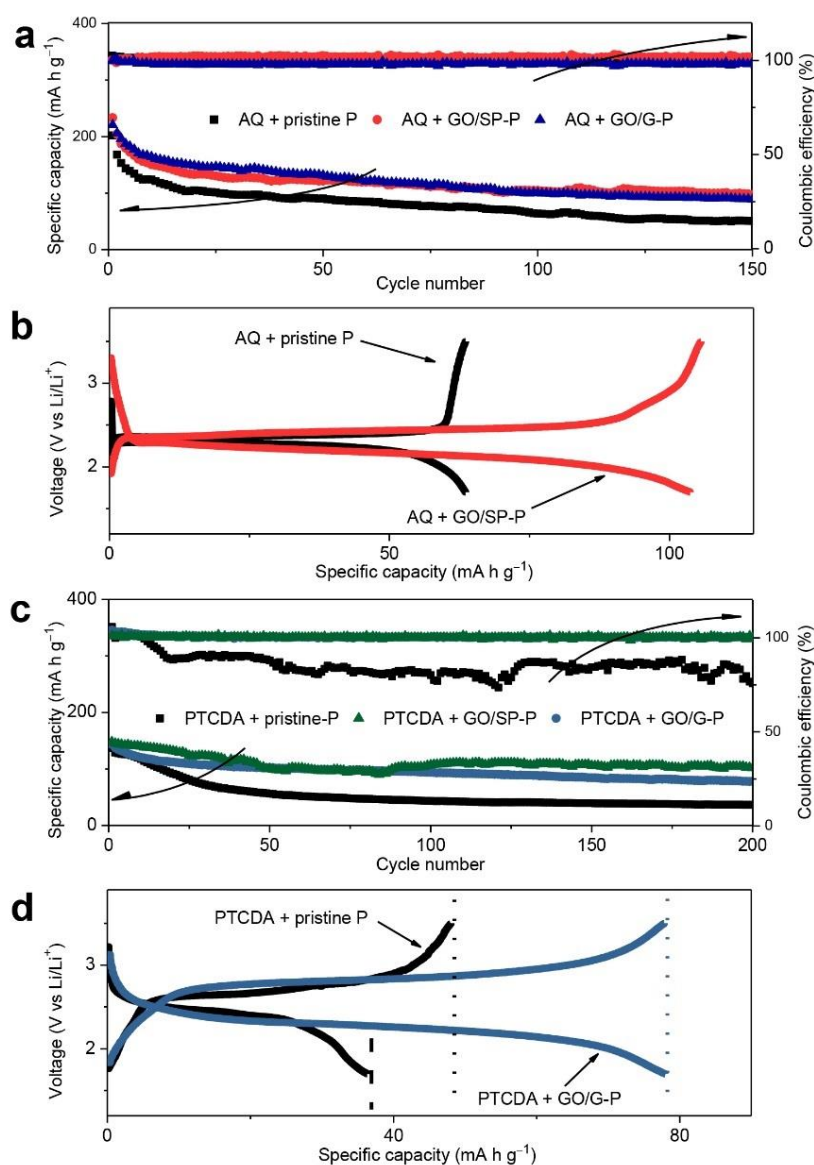 a
400
200
0
Specific capacity (mA h g⁻¹)
100
50
0
Coulombic efficiency (%)
AQ + pristine P AQ + GO/SP-P AQ + GO/G-P
0 50 100 150
Cycle number
b
3
2
Voltage (V vs Li/Li⁺)
AQ + pristine P
AQ + GO/SP-P
0 50 100
Specific capacity (mA h g⁻¹)
c
400
200
0
Specific capacity (mA h g⁻¹)
100
50
0
Coulombic efficiency (%)
PTCDA + pristine-P PTCDA + GO/SP-P PTCDA + GO/G-P
0 50 100 150 200
Cycle number
d
3
2
Voltage (V vs Li/Li⁺)
PTCDA + pristine P
PTCDA + GO/G-P
0 40 80
Specific capacity (mA h g⁻¹)